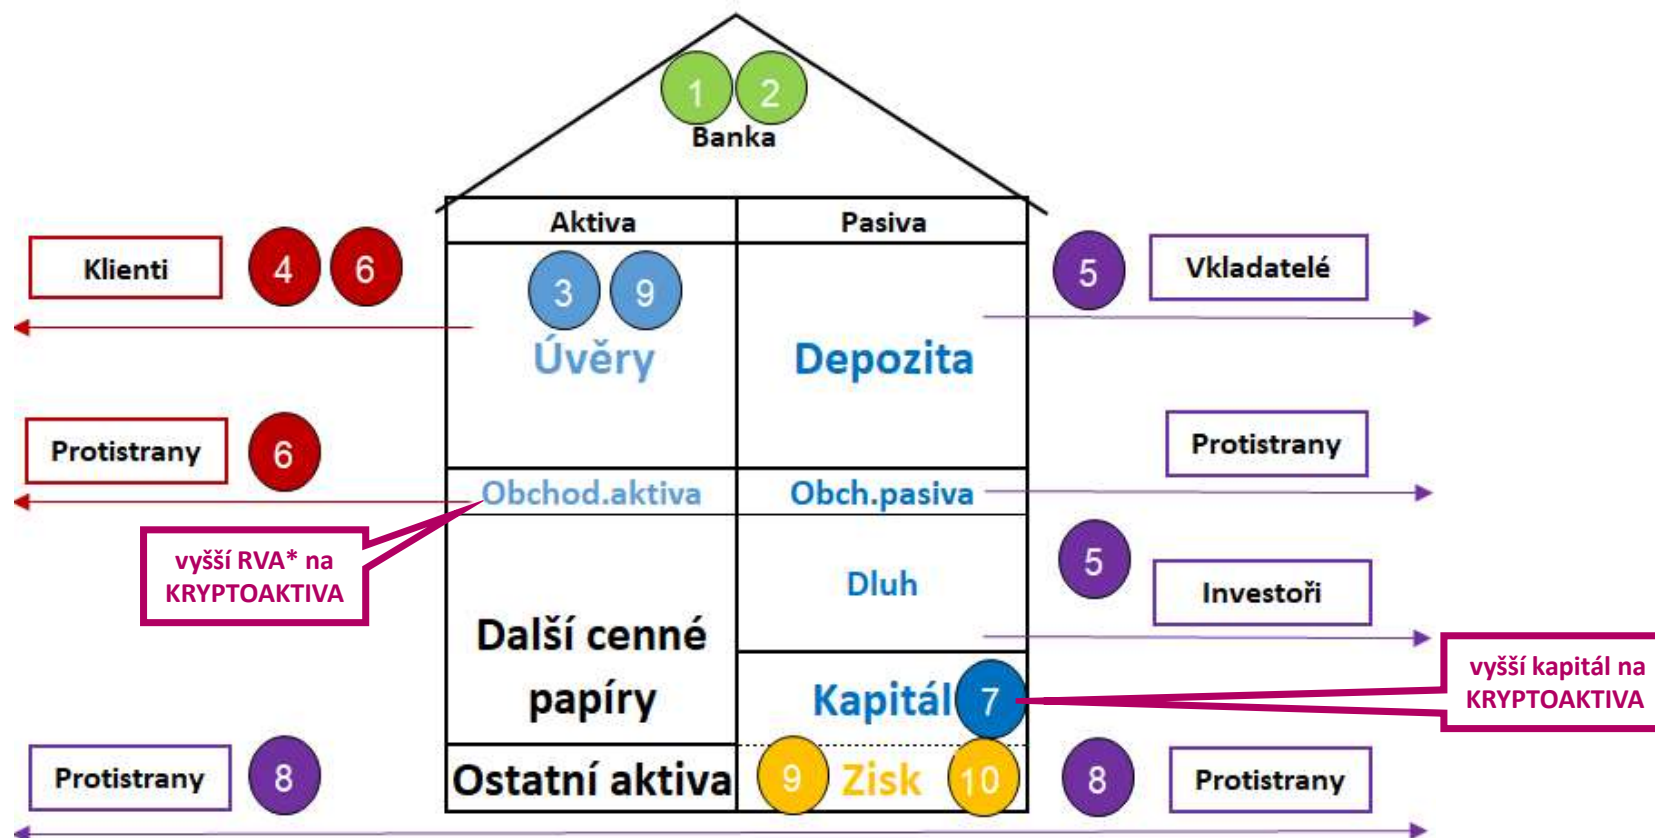 1 2
Banka
Aktiva Pasiva
Klienti 4 6
3 9
Úvěry
Depozita
5 Vkladatelé
Protistrany 6
Protistrany
Obchod.aktiva Obch.pasiva
vyšší RVA* na
KRYPTOAKTIVA
Dluh
5 Investoři
Další cenné
papíry
Kapitál 7
vyšší kapitál na
KRYPTOAKTIVA
Protistrany 8
Ostatní aktiva
9 Zisk 10
8 Protistrany